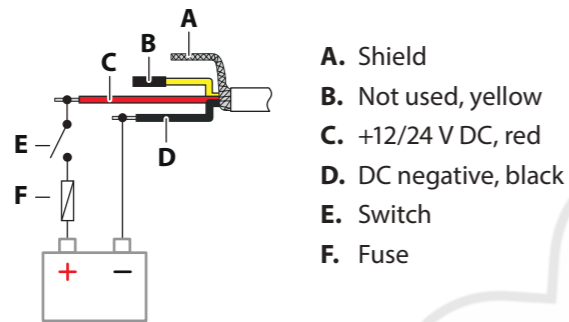 A
B
C
D
E
F
+ −
A. Shield
B. Not used, yellow
C. +12/24 V DC, red
D. DC negative, black
E. Switch
F. Fuse